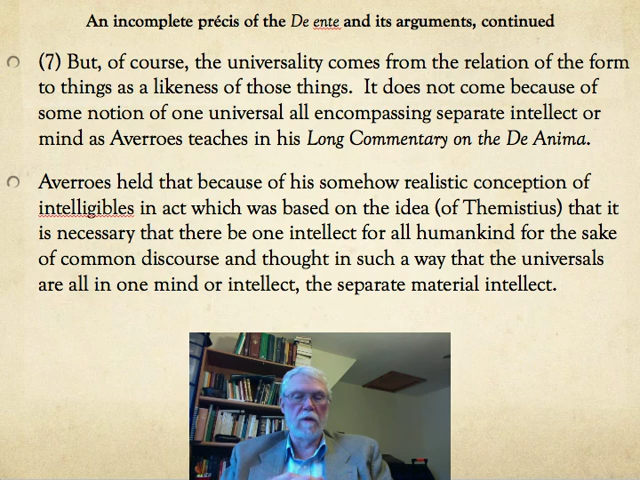 An incomplete précis of the De ente and its arguments, continued
(7) But, of course, the universality comes from the relation of the form
to things as a likeness of those things. It does not come because of
some notion of one universal all encompassing separate intellect or
mind as Averroes teaches in his Long Commentary on the De Anima.
Averroes held that because of his somehow realistic conception of
intelligibles in act which was based on the idea (of Themistius) that it
is necessary that there be one intellect for all humankind for the sake
of common discourse and thought in such a way that the universals
are all in one mind or intellect, the separate material intellect.